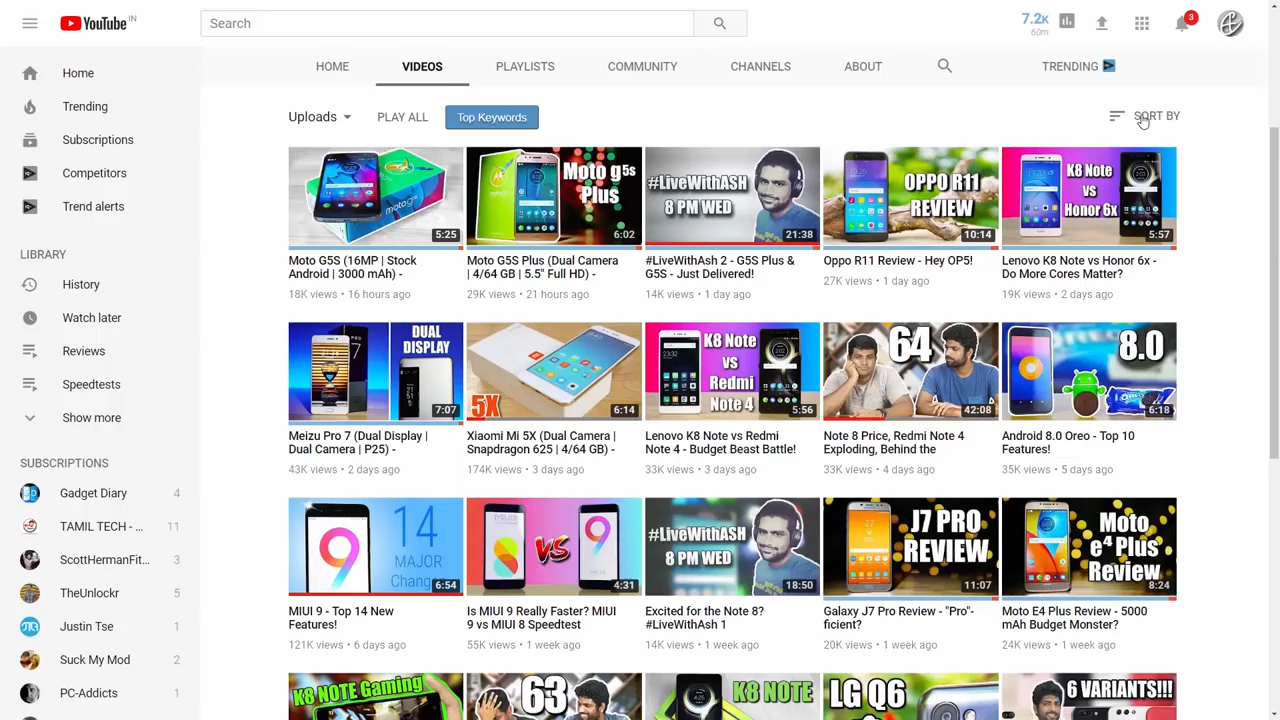 YouTube IN
Search
7.2K
60m
3
Home
Trending
Subscriptions
Competitors
Trend alerts
LIBRARY
History
Watch later
Reviews
Speedtests
Show more
SUBSCRIPTIONS
Gadget Diary 4
TAMIL TECH - ... 11
ScottHermanFit... 3
TheUnlockr 5
Justin Tse 1
Suck My Mod 2
PC-Addicts 1
HOME VIDEOS PLAYLISTS COMMUNITY CHANNELS ABOUT TRENDING
Uploads PLAY ALL Top Keywords SORT BY
5:25
Moto G5S (16MP | Stock
Android | 3000 mAh) -
18K views • 16 hours ago
Moto g5s
Plus
6:02
Moto G5S Plus (Dual Camera
| 4/64 GB | 5.5" Full HD) -
29K views • 21 hours ago
#LiveWithASH
8 PM WED
21:38
#LiveWithASH 2 - G5S Plus &
G5S - Just Delivered!
14K views • 1 day ago
OPPO R11
REVIEW
10:14
Oppo R11 Review - Hey OP5!
27K views • 1 day ago
K8 Note
vs
Honor 6x
5:57
Lenovo K8 Note vs Honor 6x -
Do More Cores Matter?
19K views • 2 days ago
DUAL
DISPLAY
7:07
Meizu Pro 7 (Dual Display |
Dual Camera | P25) -
43K views • 2 days ago
5X
6:14
Xiaomi Mi 5X (Dual Camera |
Snapdragon 625 | 4/64 GB) -
174K views • 3 days ago
K8 Note
vs
Redmi
Note 4
5:56
Lenovo K8 Note vs Redmi
Note 4 - Budget Beast Battle!
33K views • 3 days ago
64
42:08
Note 8 Price, Redmi Note 4
Exploding, Behind the
33K views • 4 days ago
8.0
6:18
Android 8.0 Oreo - Top 10
Features!
35K views • 5 days ago
9
14
MAJOR
Changes
6:54
MIUI 9 - Top 14 New
Features!
121K views • 6 days ago
VS
4:31
Is MIUI 9 Really Faster? MIUI
9 vs MIUI 8 Speedtest
55K views • 1 week ago
#LiveWithASH
8 PM WED
18:50
Excited for the Note 8?
#LiveWithASH 1
14K views • 1 week ago
J7 PRO
REVIEW
11:07
Galaxy J7 Pro Review - "Pro"-
ficient?
20K views • 1 week ago
Moto
e4 Plus
Review
8:24
Moto E4 Plus Review - 5000
mAh Budget Monster?
24K views • 1 week ago
K8 NOTE Gaming
63
K8 NOTE
LG Q6
6 VARIANTS!!!